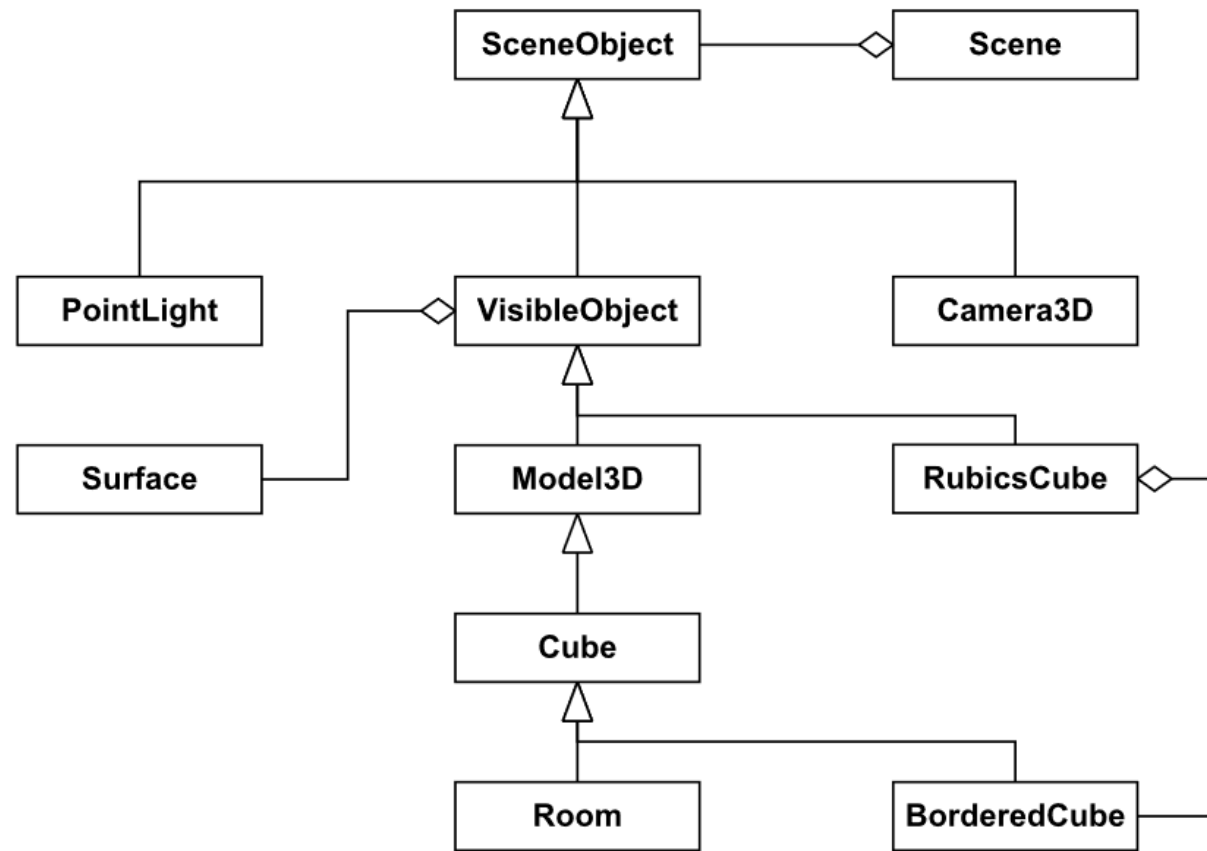 SceneObject
Scene
PointLight
VisibleObject
Camera3D
Surface
Model3D
RubicsCube
Cube
Room
BorderedCube